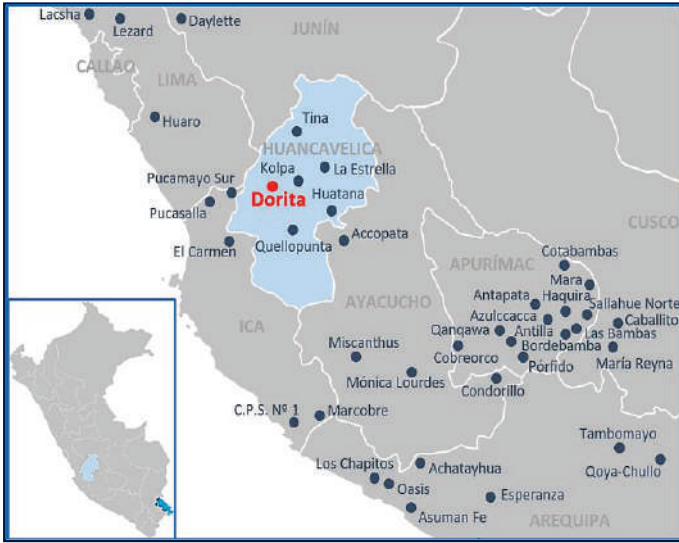 Lacsha
Lezard
Daylette
JUNÍN
CALLAO
LIMA
Huaro
Tina
HUANCAVELICA
Kolpa
La Estrella
Pucamayo Sur
Dorita
Huatana
Pucasalla
CUSCO
El Carmen
Quellopunta
Accopata
Cotabambas
APURÍMAC
Mara
Antapata
Haquira
Sallahue Norte
AYACUCHO
Azulccacca
Caballito
ICA
Qanqawa
Antilla
Las Bambas
Miscanthus
Bordebamba
Cobreorco
Pórfido
María Reyna
Mónica Lourdes
Condorillo
C.P.S. Nº 1
Marcobre
Tambomayo
Los Chapitos
Achatayhua
Qoya-Chullo
Oasis
Esperanza
Asuman Fe
AREQUIPA